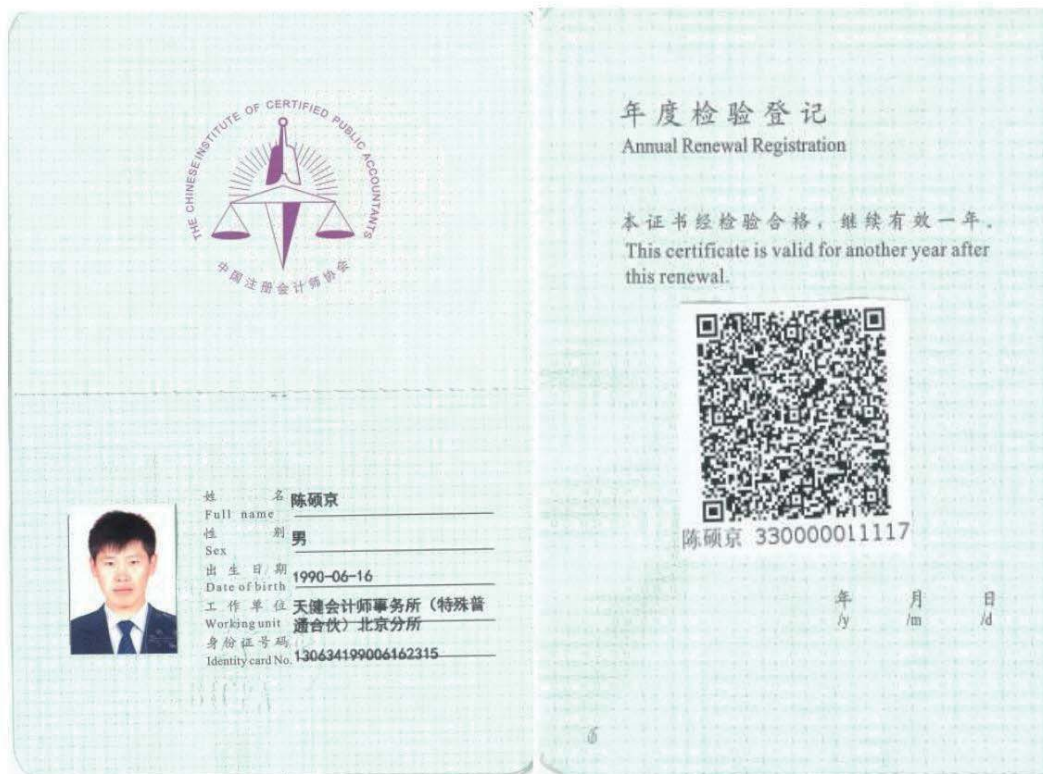 THE CHINESE INSTITUTE OF CERTIFIED PUBLIC ACCOUNTANTS
中国注册会计师协会
姓 名 陈硕京
Full name
性 别 男
Sex
出生日期 1990-06-16
Date of birth
工作单位 天健会计师事务所（特殊普
Working unit 通合伙）北京分所
身份证号码 130634199006162315
Identity card No.
年度检验登记
Annual Renewal Registration
本证书经检验合格，继续有效一年。
This certificate is valid for another year after
this renewal.
陈硕京 330000011117
年 月 日
/y /m /d
6